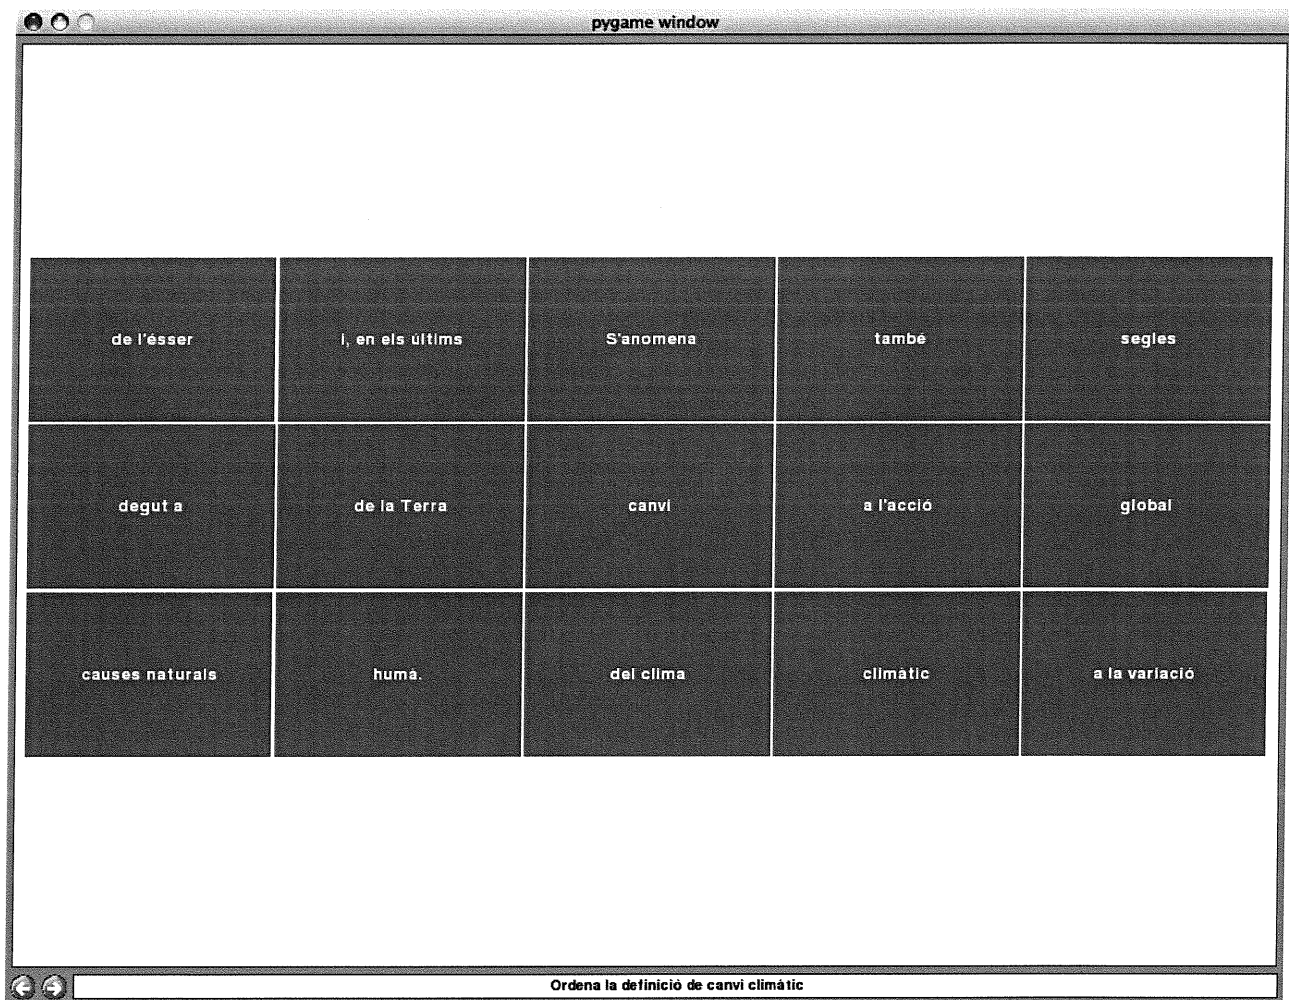 pygame window
de l'ésser
i, en els últims
S'anomena
també
segles
degut a
de la Terra
canvi
a l'acció
global
causes naturals
humà.
del clima
climàtic
a la variació
Ordena la definició de canvi climàtic